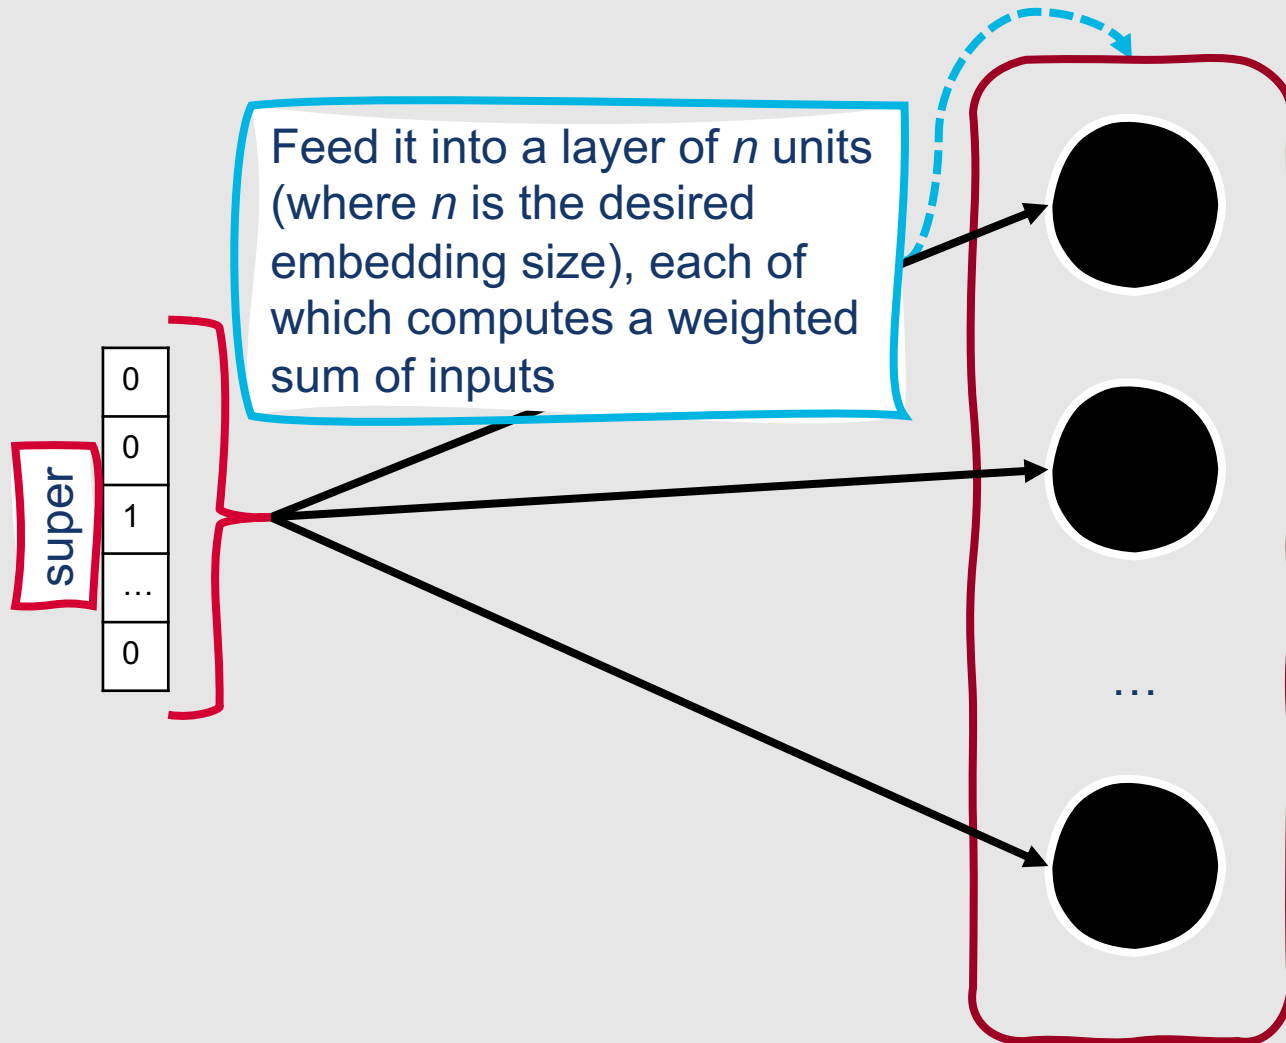 Feed it into a layer of n units
(where n is the desired
embedding size), each of
which computes a weighted
sum of inputs
super
0
0
1
…
0
…